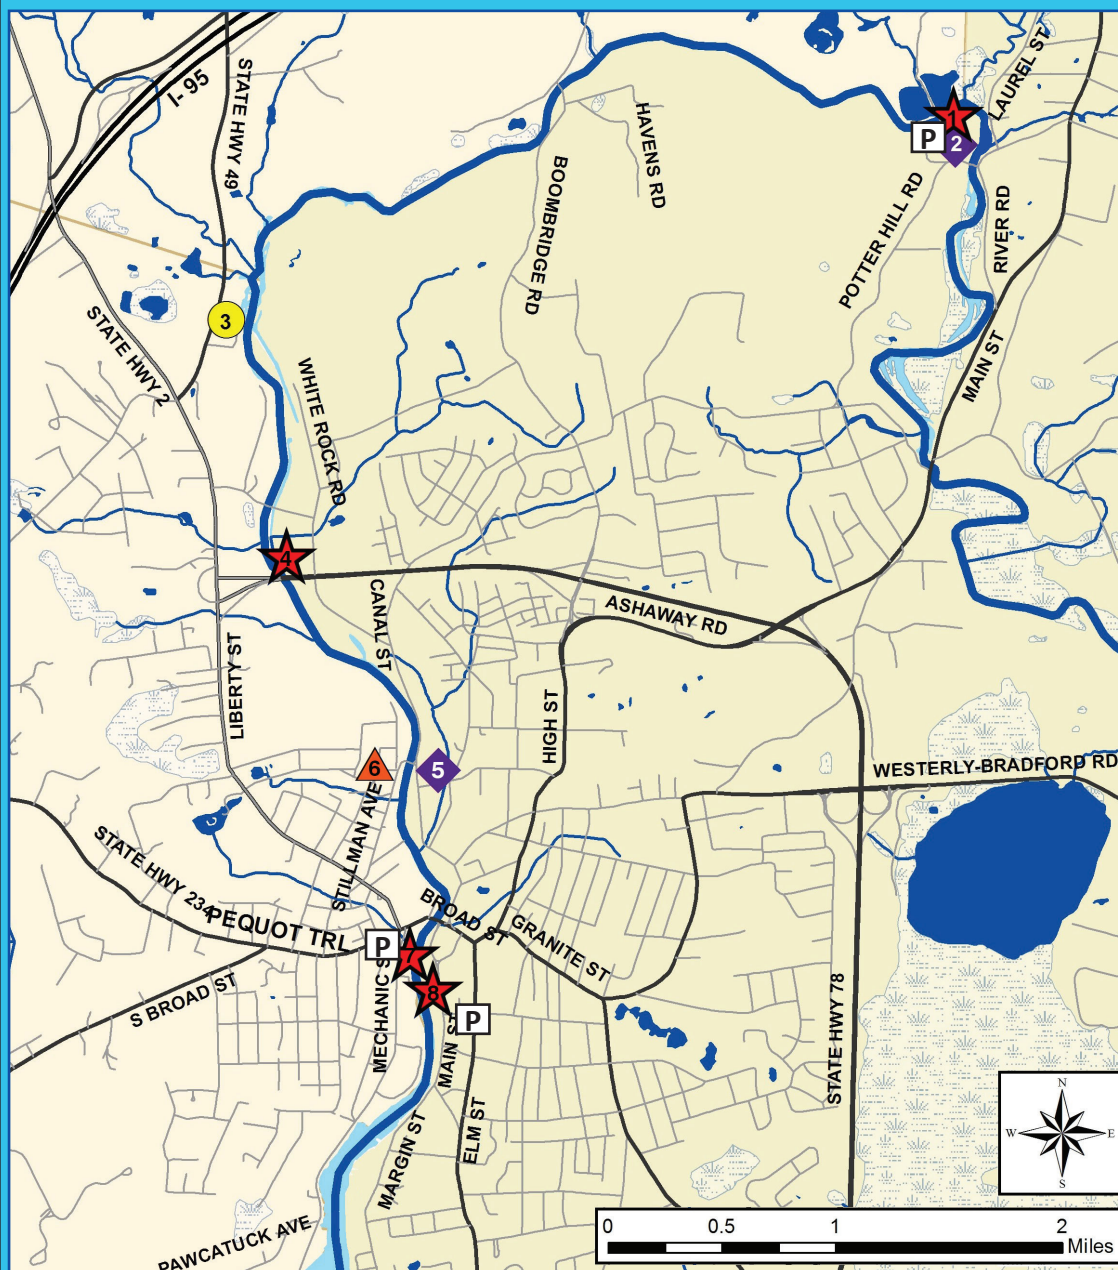 I- 95
STATE HWY 49
HAVENS RD
LAUREL ST
1
P
2
BOOMBRIDGE RD
POTTER HILL RD
RIVER RD
3
STATE HWY 2
MAIN ST
WHITE ROCK RD
4
CANAL ST
ASHAWAY RD
LIBERTY ST
HIGH ST
6
5
WESTERLY-BRADFORD RD
STILLMAN AVE
STATE HWY 234
PEQUOT TRL
BROAD ST
GRANITE ST
P
7
S BROAD ST
MECHANIC S
8
P
MAIN ST
STATE HWY 78
MARGIN ST
ELM ST
PAWCATUCK AVE
N
W
E
S
0 0.5 1 2
Miles